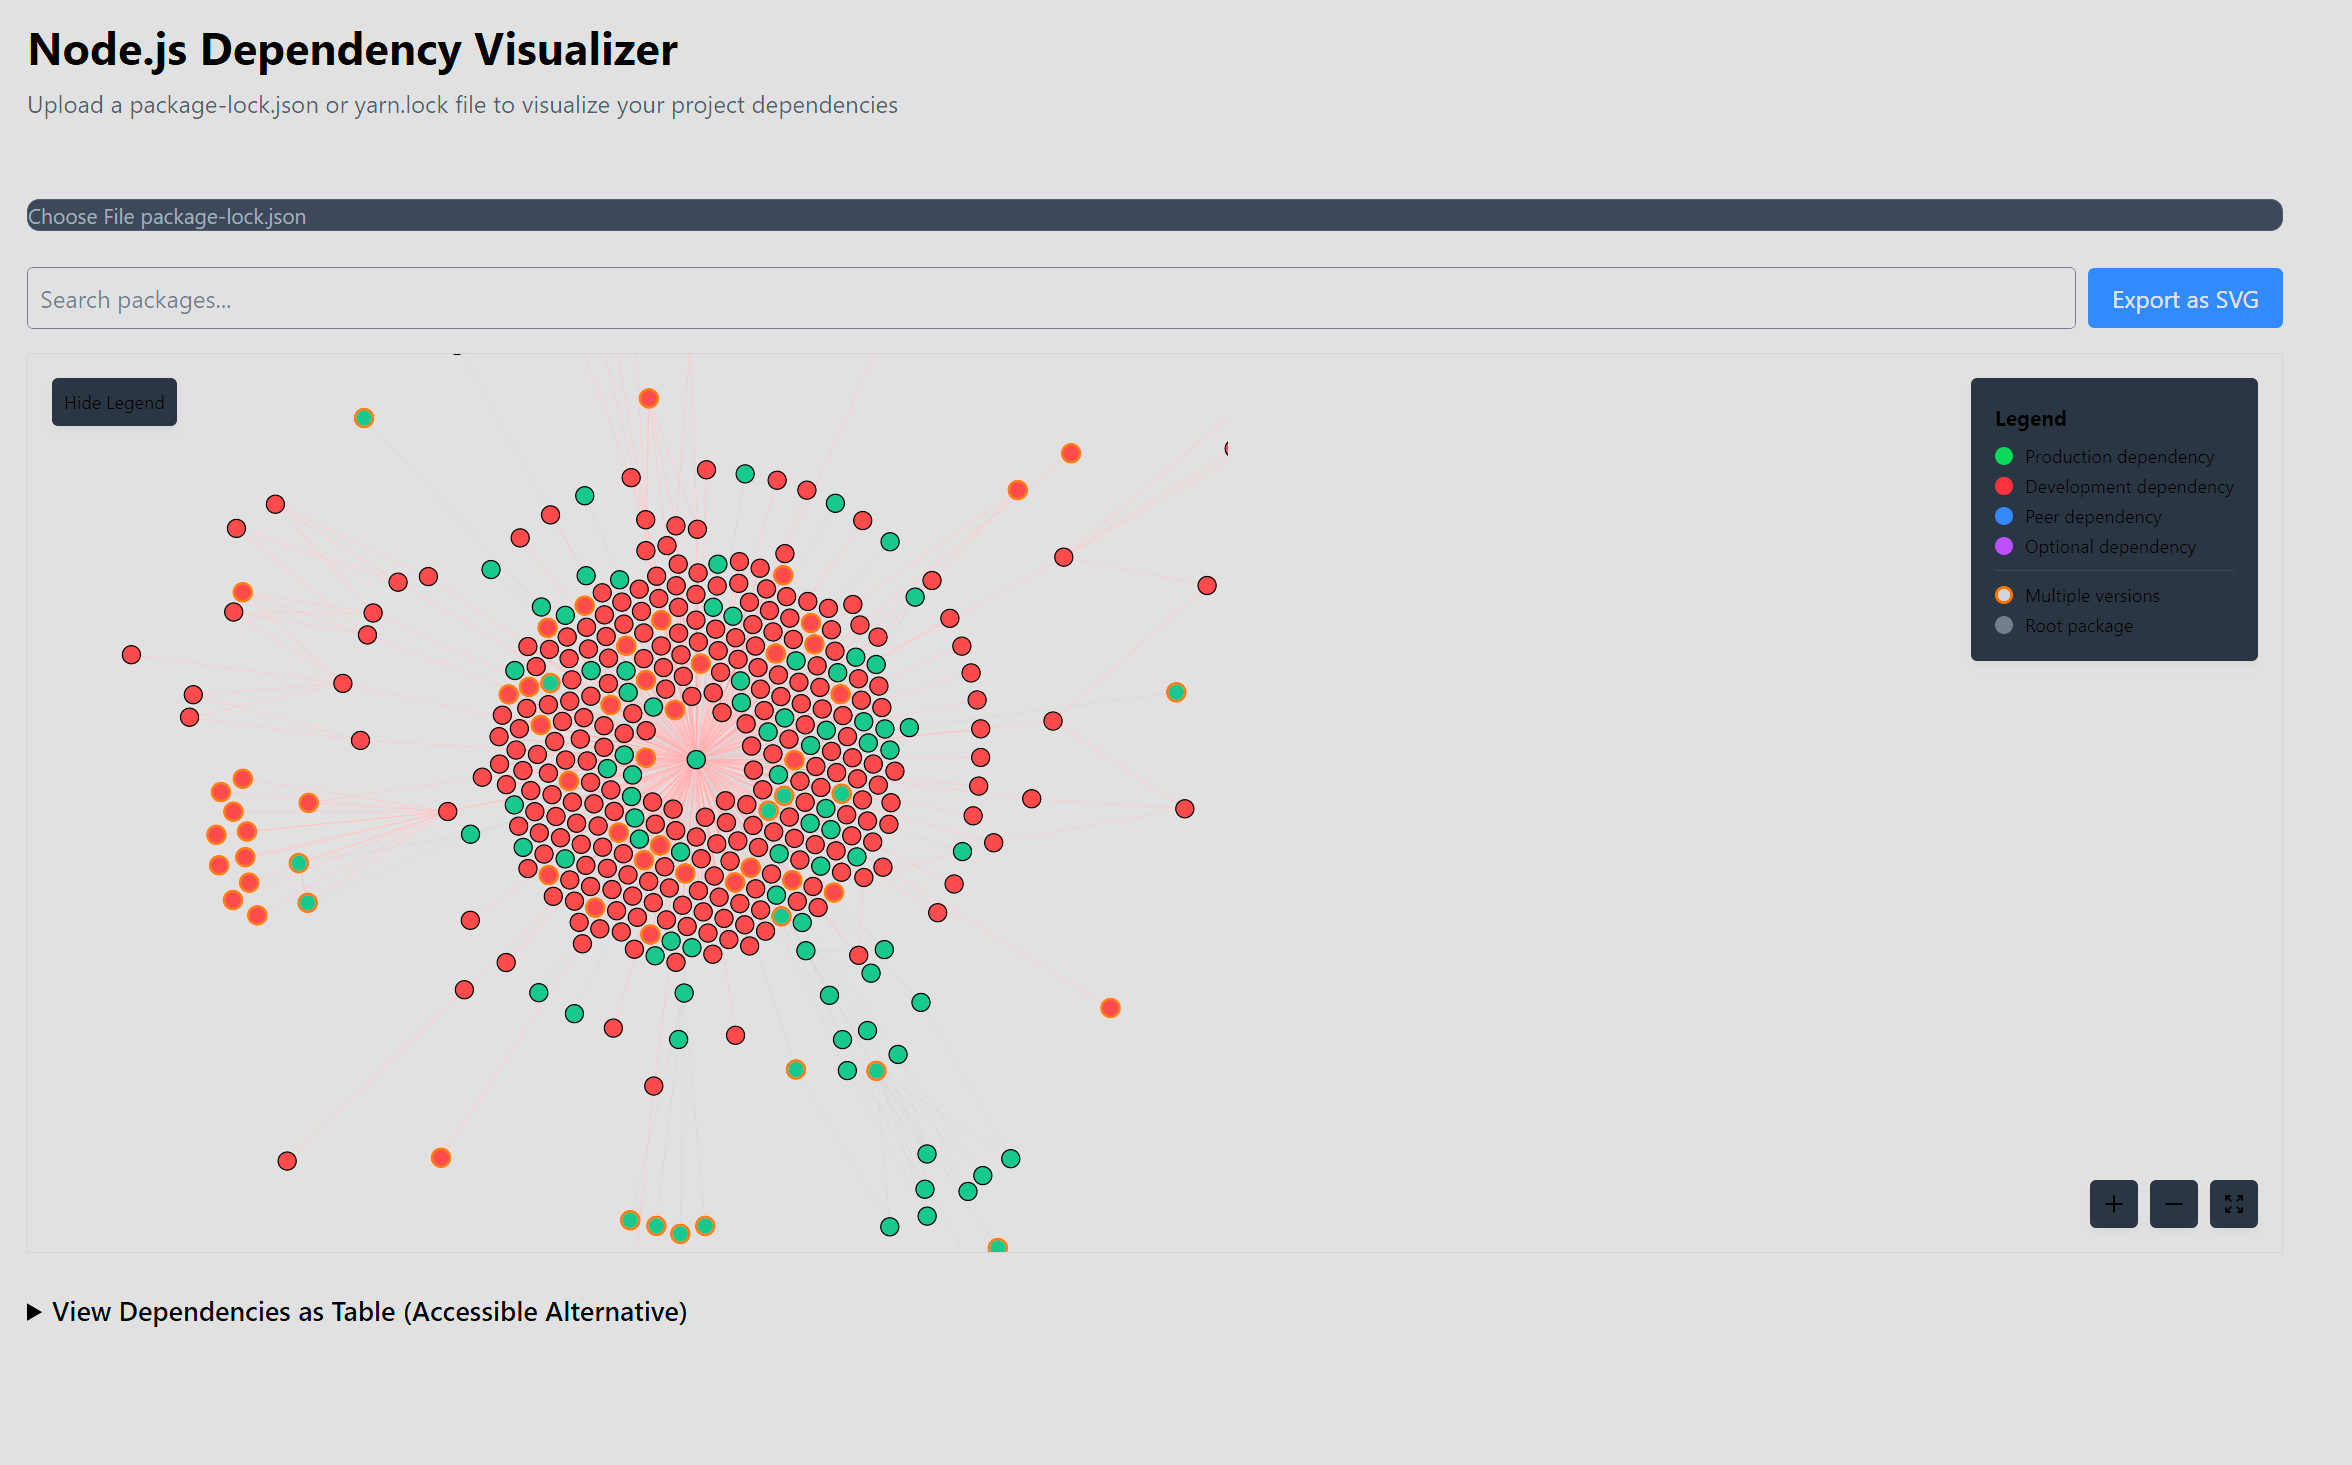 Node.js Dependency Visualizer
Upload a package-lock.json or yarn.lock file to visualize your project dependencies
Choose File package-lock.json
Search packages...
Export as SVG
Hide Legend
Legend
Production dependency
Development dependency
Peer dependency
Optional dependency
Multiple versions
Root package
View Dependencies as Table (Accessible Alternative)